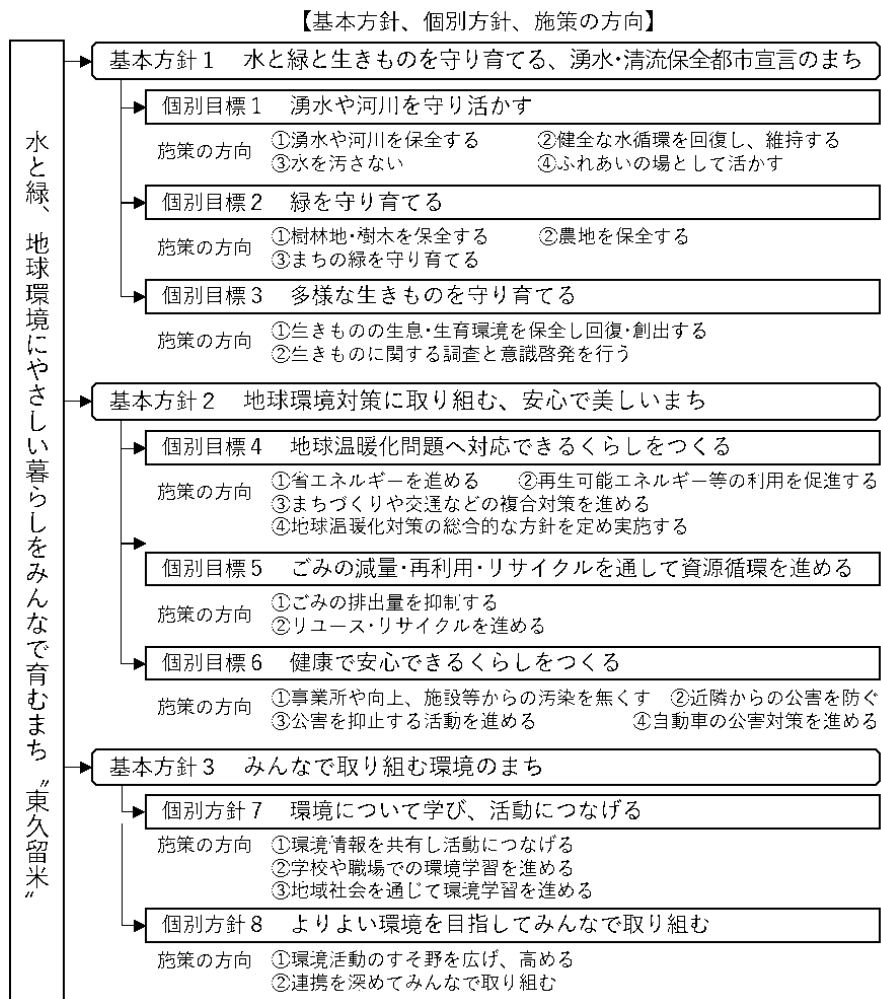 【基本方針、個別方針、施策の方向】
水と緑、地球環境にやさしい暮らしをみんなで育むまち〝東久留米〟
基本方針1　水と緑と生きものを守り育てる、湧水・清流保全都市宣言のまち
個別目標1　湧水や河川を守り活かす
施策の方向　①湧水や河川を保全する　②健全な水循環を回復し、維持する
③水を汚さない　④ふれあいの場として活かす
個別目標2　緑を守り育てる
施策の方向　①樹林地・樹木を保全する　②農地を保全する
③まちの緑を守り育てる
個別目標3　多様な生きものを守り育てる
施策の方向　①生きものの生息・生育環境を保全し回復・創出する
②生きものに関する調査と意識啓発を行う
基本方針2　地球環境対策に取り組む、安心で美しいまち
個別目標4　地球温暖化問題へ対応できるくらしをつくる
施策の方向　①省エネルギーを進める　②再生可能エネルギー等の利用を促進する
③まちづくりや交通などの複合対策を進める
④地球温暖化対策の総合的な方針を定め実施する
個別目標5　ごみの減量・再利用・リサイクルを通して資源循環を進める
施策の方向　①ごみの排出量を抑制する
②リユース・リサイクルを進める
個別目標6　健康で安心できるくらしをつくる
施策の方向　①事業所や向上、施設等からの汚染を無くす　②近隣からの公害を防ぐ
③公害を抑止する活動を進める　④自動車の公害対策を進める
基本方針3　みんなで取り組む環境のまち
個別方針7　環境について学び、活動につなげる
施策の方向　①環境情報を共有し活動につなげる
②学校や職場での環境学習を進める
③地域社会を通じて環境学習を進める
個別方針8　よりよい環境を目指してみんなで取り組む
施策の方向　①環境活動のすそ野を広げ、高める
②連携を深めてみんなで取り組む